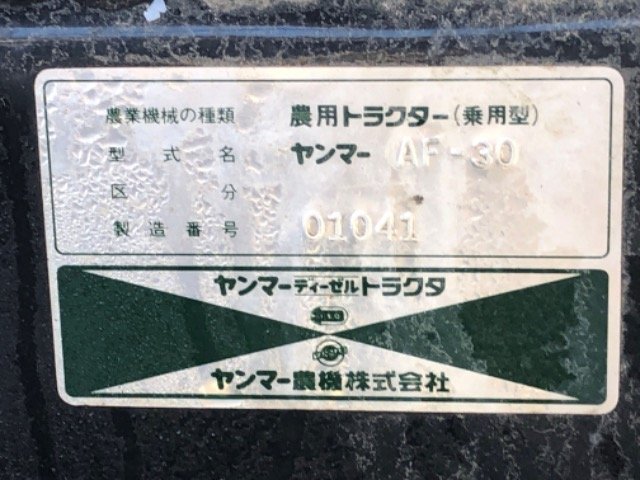 農業機械の種類 農用トラクター(乗用型)
型式名 ヤンマー AF-30
区分
製造番号 01041
ヤンマーディーゼルトラクタ
ヤンマー農機株式会社